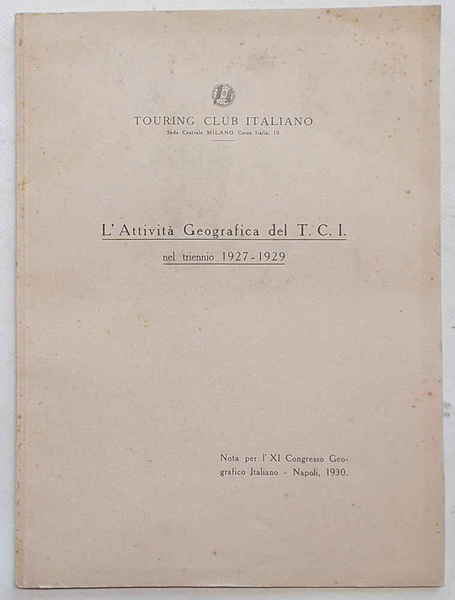 TOURING CLUB ITALIANO
Sede Centrale MILANO Corso Italia, 10
L'Attività Geografica del T. C. I.
nel triennio 1927-1929
Nota per l'XI Congresso Geo-
grafico Italiano - Napoli, 1930.